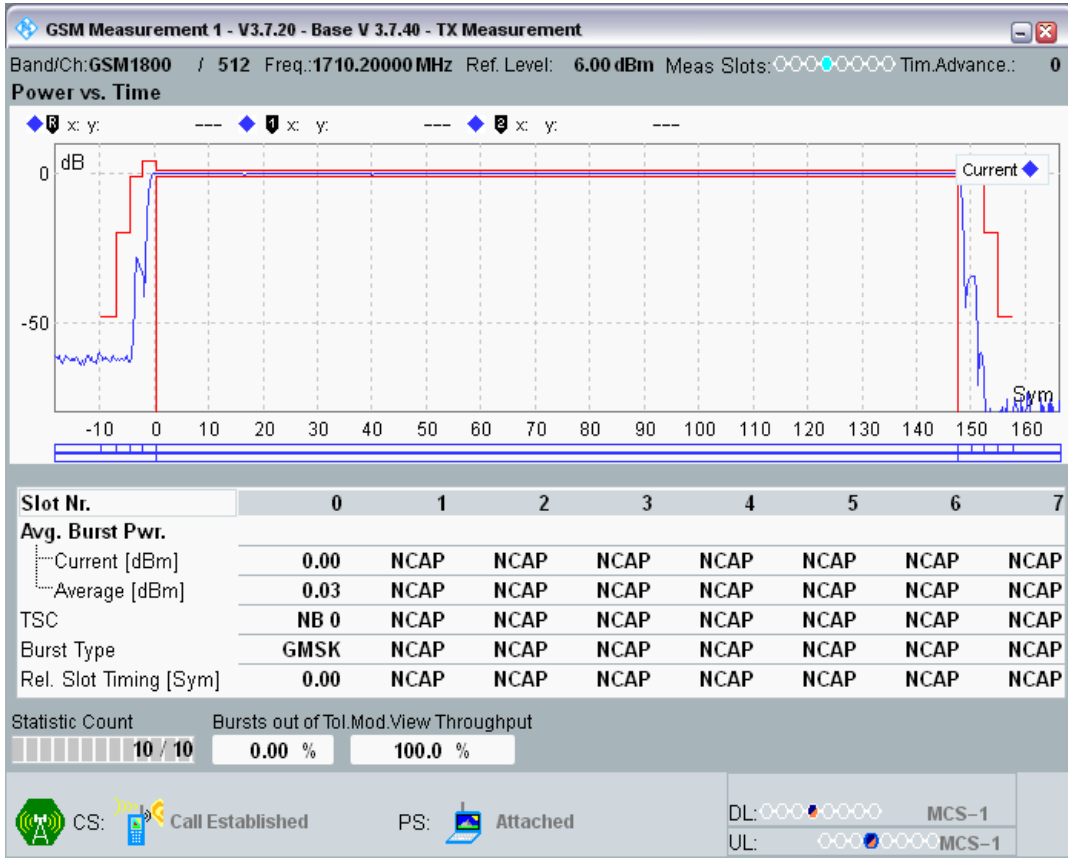 GSM Measurement 1 - V3.7.20 - Base V 3.7.40 - TX Measurement
Band/Ch:GSM1800 / 512 Freq.:1710.20000 MHz Ref. Level: 6.00 dBm Meas Slots: Tim.Advance.: 0
Power vs. Time
R x: y: --- 1 x: y: --- 2 x: y: ---
dB
Current
0
-50
Sym
-10 0 10 20 30 40 50 60 70 80 90 100 110 120 130 140 150 160
Slot Nr. 0 1 2 3 4 5 6 7
Avg. Burst Pwr.
Current [dBm] 0.00 NCAP NCAP NCAP NCAP NCAP NCAP NCAP
Average [dBm] 0.03 NCAP NCAP NCAP NCAP NCAP NCAP NCAP
TSC NB 0 NCAP NCAP NCAP NCAP NCAP NCAP NCAP
Burst Type GMSK NCAP NCAP NCAP NCAP NCAP NCAP NCAP
Rel. Slot Timing [Sym] 0.00 NCAP NCAP NCAP NCAP NCAP NCAP NCAP
Statistic Count Bursts out of Tol.Mod.View Throughput
10 / 10 0.00 % 100.0 %
CS: Call Established PS: Attached
DL: MCS-1
UL: MCS-1